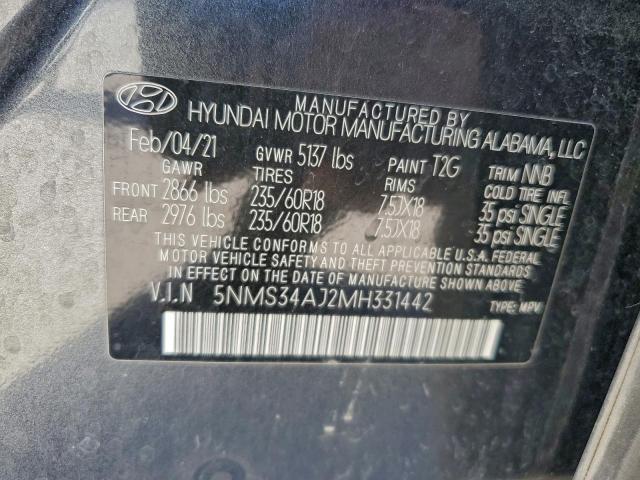 MANUFACTURED BY
HYUNDAI MOTOR MANUFACTURING ALABAMA, LLC
Feb/04/21 GVWR 5137 lbs PAINT T2G TRIM NNB
GAWR TIRES RIMS COLD TIRE INFL
FRONT 2866 lbs 235/60R18 7.5JX18 35 psi SINGLE
REAR 2976 lbs 235/60R18 7.5JX18 35 psi SINGLE
THIS VEHICLE CONFORMS TO ALL APPLICABLE U.S.A FEDERAL
MOTOR VEHICLE SAFETY AND THEFT PREVENTION STANDARDS
IN EFFECT ON THE DATE OF MANUFACTURE SHOWN ABOVE.
V.I.N 5NMS34AJ2MH331442 TYPE: MPV